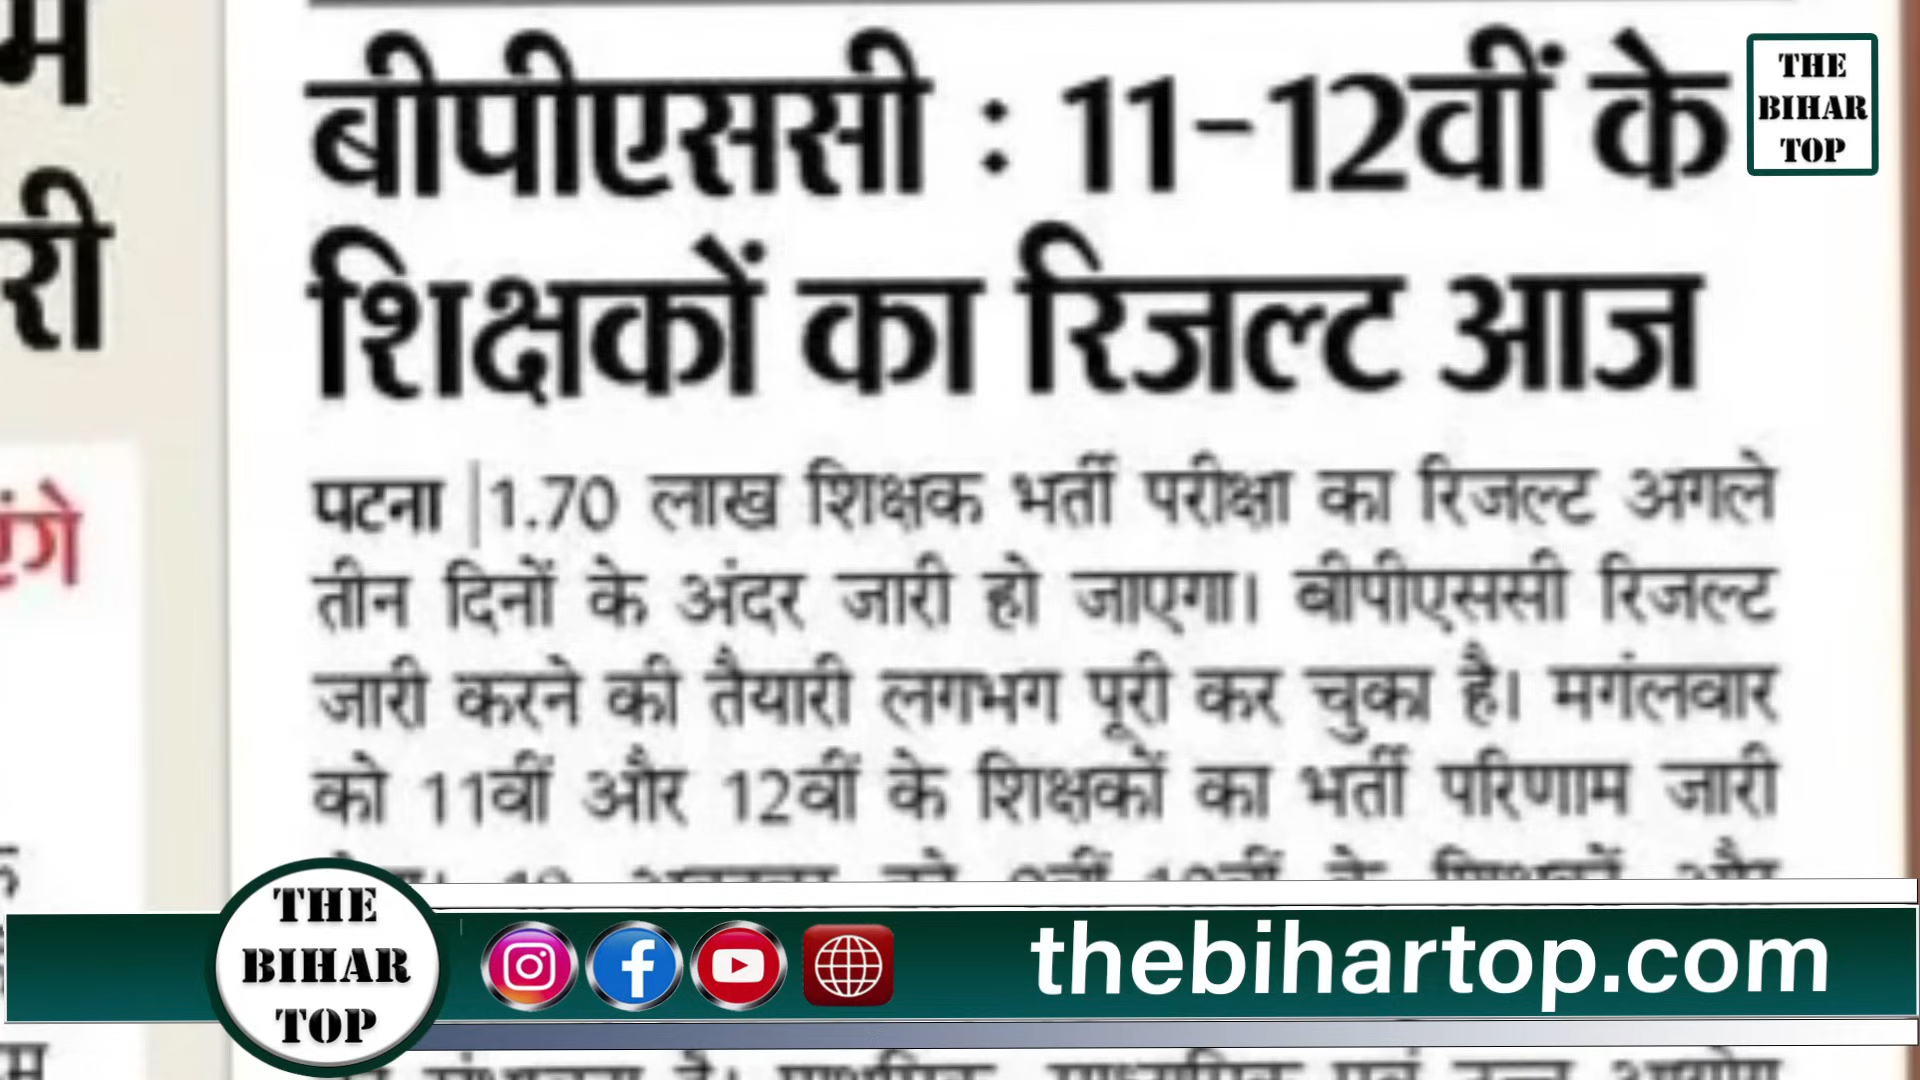 म
री
एंगे
बीपीएससी : 11-12वीं के
शिक्षकों का रिजल्ट आज
पटना |1.70 लाख शिक्षक भर्ती परीक्षा का रिजल्ट अगले
तीन दिनों के अंदर जारी हो जाएगा। बीपीएससी रिजल्ट
जारी करने की तैयारी लगभग पूरी कर चुका है। मगंलवार
को 11वीं और 12वीं के शिक्षकों का भर्ती परिणाम जारी
THE
BIHAR
TOP
THE
BIHAR
TOP
thebihartop.com